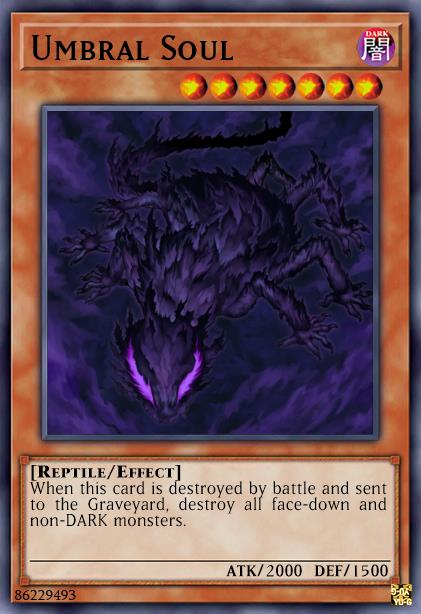 Umbral Soul
DARK
闇
[Reptile/Effect]
When this card is destroyed by battle and sent
to the Graveyard, destroy all face-down and
non-DARK monsters.
ATK/2000 DEF/1500
86229493